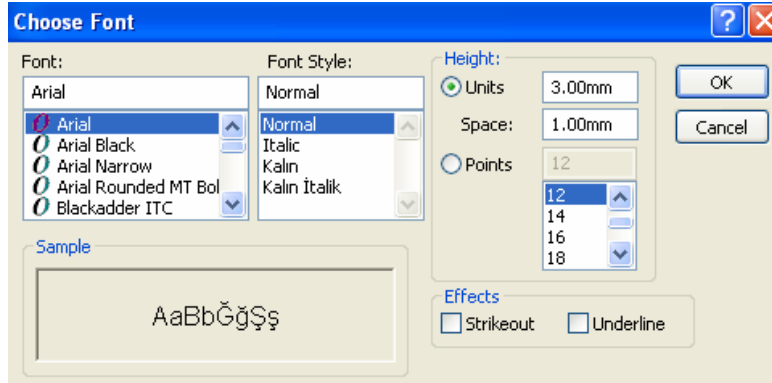 Choose Font
Font:
Arial
Arial
Arial Black
Arial Narrow
Arial Rounded MT Bol
Blackadder ITC
Font Style:
Normal
Normal
Italic
Kalın
Kalın İtalik
Height:
Units 3.00mm
Space: 1.00mm
Points 12
12
14
16
18
OK
Cancel
Sample
AaBbĞğŞş
Effects
Strikeout Underline